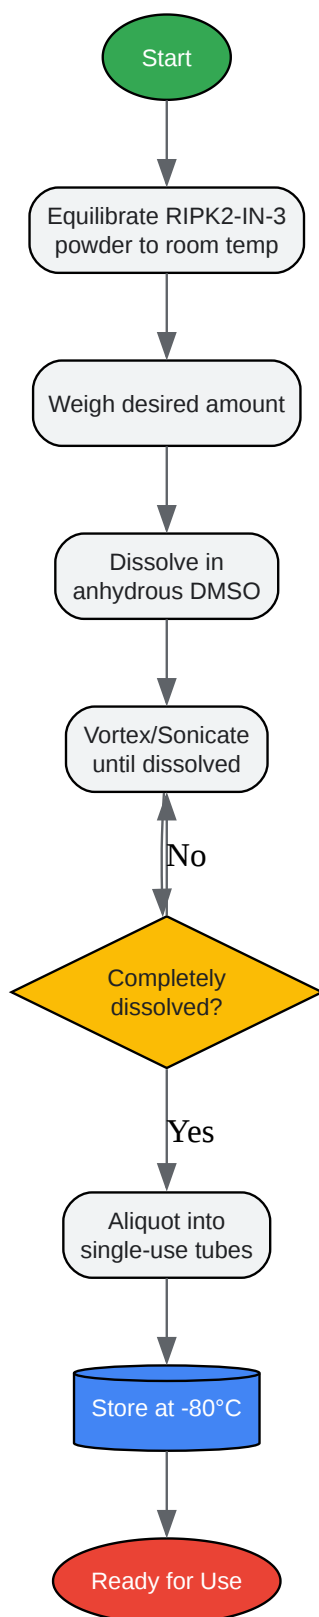 Start
Equilibrate RIPK2-IN-3
powder to room temp
Weigh desired amount
Dissolve in
anhydrous DMSO
Vortex/Sonicate
until dissolved
No
Completely
dissolved?
Yes
Aliquot into
single-use tubes
Store at -80°C
Ready for Use